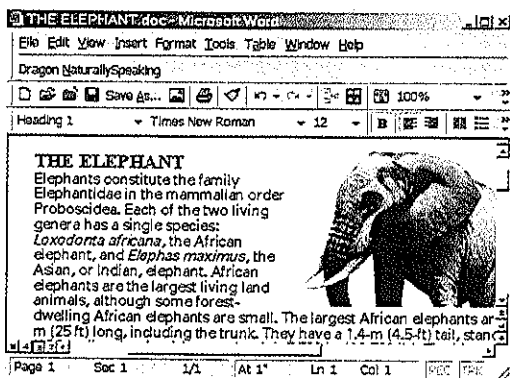 THE ELEPHANT.doc - Microsoft Word
File Edit View Insert Format Tools Table Window Help
Dragon NaturallySpeaking
Save As... 100%
Heading 1 Times New Roman 12 B
THE ELEPHANT
Elephants constitute the family
Elephantidae in the mammalian order
Proboscidea. Each of the two living
genera has a single species:
Loxodonta africana, the African
elephant, and Elephas maximus, the
Asian, or Indian, elephant. African
elephants are the largest living land
animals, although some forest-
dwelling African elephants are small. The largest African elephants ar
m (25 ft) long, including the trunk. They have a 1.4-m (4.5-ft) tail, stand
Page 1 Sec 1 1/1 At 1" Ln 1 Col 1 REC TRK